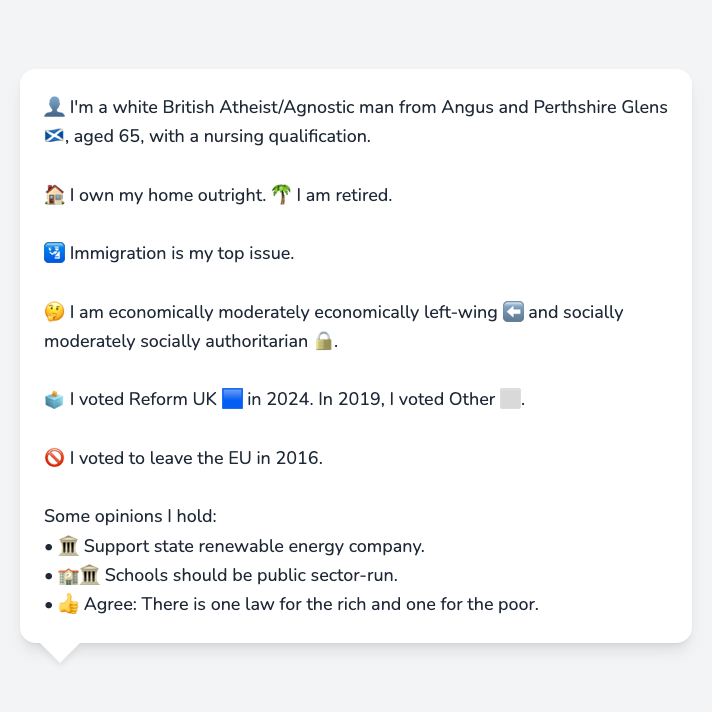 👤 I'm a white British Atheist/Agnostic man from Angus and Perthshire Glens
🏴󠁧󠁢󠁳󠁣󠁴󠁿, aged 65, with a nursing qualification.
🏠 I own my home outright. 🌴 I am retired.
🛂 Immigration is my top issue.
🤔 I am economically moderately economically left-wing ⬅️ and socially
moderately socially authoritarian 🔒.
🗳️ I voted Reform UK 🟦 in 2024. In 2019, I voted Other ⬜.
🚫 I voted to leave the EU in 2016.
Some opinions I hold:
• 🏛️ Support state renewable energy company.
• 🏫🏛️ Schools should be public sector-run.
• 👍 Agree: There is one law for the rich and one for the poor.